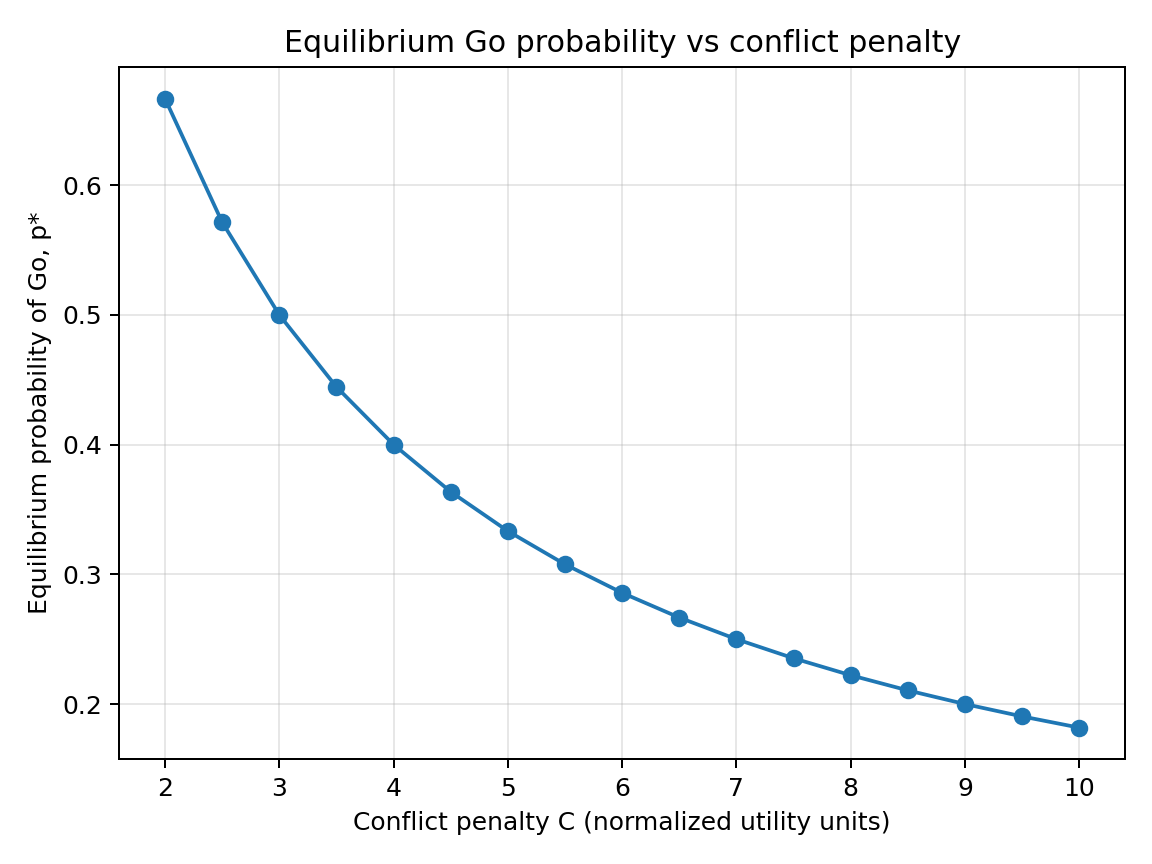 Equilibrium Go probability vs conflict penalty
Equilibrium probability of Go, p*
0.6
0.5
0.4
0.3
0.2
2 3 4 5 6 7 8 9 10
Conflict penalty C (normalized utility units)